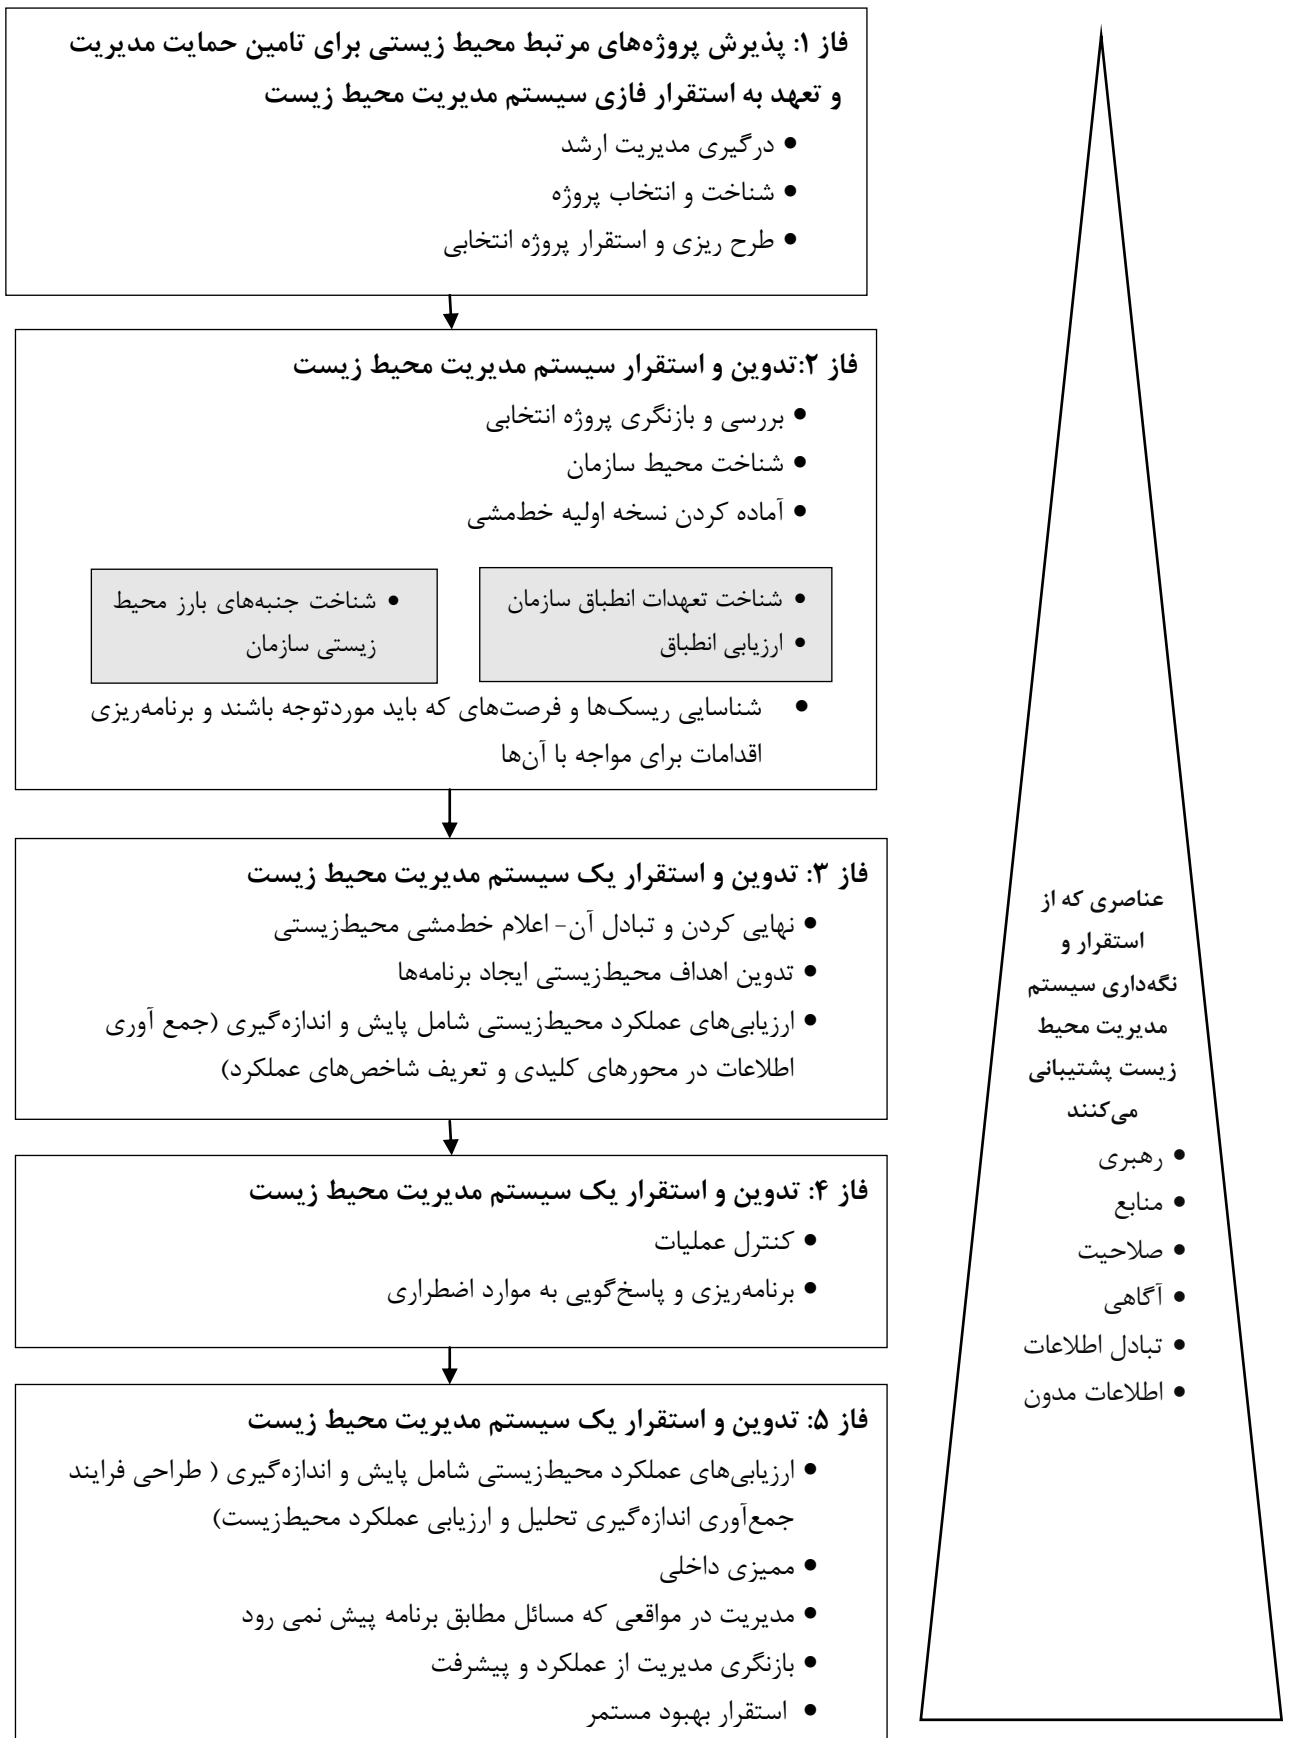 فاز ۱: پذیرش پروژه‌های مرتبط محیط زیستی برای تامین حمایت مدیریت
و تعهد به استقرار فازی سیستم مدیریت محیط زیست
• درگیری مدیریت ارشد
• شناخت و انتخاب پروژه
• طرح ریزی و استقرار پروژه انتخابی
فاز ۲:تدوین و استقرار سیستم مدیریت محیط زیست
• بررسی و بازنگری پروژه انتخابی
• شناخت محیط سازمان
• آماده کردن نسخه اولیه خط‌مشی
• شناخت تعهدات انطباق سازمان
• ارزیابی انطباق
• شناخت جنبه‌های بارز محیط
زیستی سازمان
• شناسایی ریسک‌ها و فرصت‌های که باید موردتوجه باشند و برنامه‌ریزی
اقدامات برای مواجه با آن‌ها
فاز ۳: تدوین و استقرار یک سیستم مدیریت محیط زیست
• نهایی کردن و تبادل آن- اعلام خط‌مشی محیط‌زیستی
• تدوین اهداف محیط‌زیستی ایجاد برنامه‌ها
• ارزیابی‌های عملکرد محیط‌زیستی شامل پایش و اندازه‌گیری (جمع آوری
اطلاعات در محورهای کلیدی و تعریف شاخص‌های عملکرد)
فاز ۴: تدوین و استقرار یک سیستم مدیریت محیط زیست
• کنترل عملیات
• برنامه‌ریزی و پاسخ‌گویی به موارد اضطراری
فاز ۵: تدوین و استقرار یک سیستم مدیریت محیط زیست
• ارزیابی‌های عملکرد محیط‌زیستی شامل پایش و اندازه‌گیری ( طراحی فرایند
جمع‌آوری اندازه‌گیری تحلیل و ارزیابی عملکرد محیط‌زیست)
• ممیزی داخلی
• مدیریت در مواقعی که مسائل مطابق برنامه پیش نمی رود
• بازنگری مدیریت از عملکرد و پیشرفت
• استقرار بهبود مستمر
عناصری که از
استقرار و
نگه‌داری سیستم
مدیریت محیط
زیست پشتیبانی
می‌کنند
• رهبری
• منابع
• صلاحیت
• آگاهی
• تبادل اطلاعات
• اطلاعات مدون